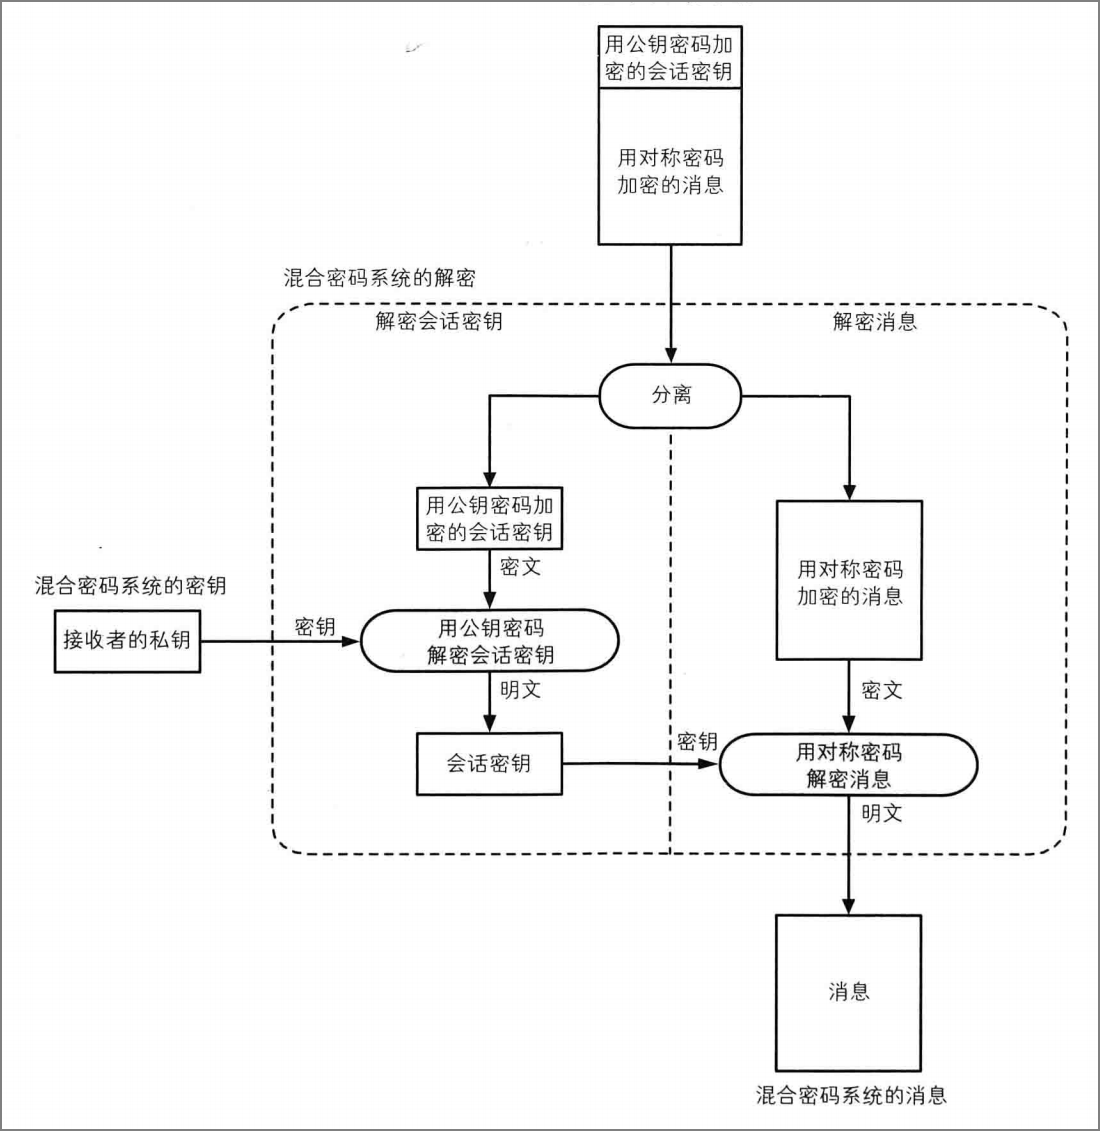 用公钥密码加
密的会话密钥
用对称密码
加密的消息
混合密码系统的解密
解密会话密钥
解密消息
分离
用公钥密码加
密的会话密钥
密文
用对称密码
加密的消息
混合密码系统的密钥
接收者的私钥
密钥
用公钥密码
解密会话密钥
明文
密文
会话密钥
密钥
用对称密码
解密消息
明文
消息
混合密码系统的消息